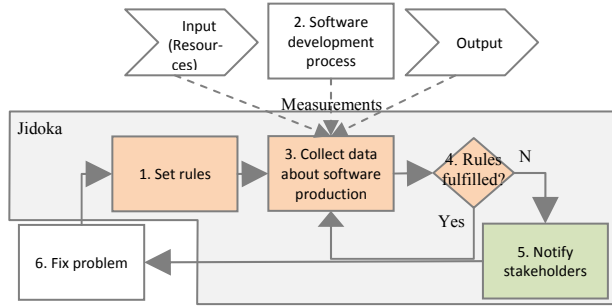 Input
(Resour-
ces)
2. Software
development
process
Output
Measurements
Jidoka
1. Set rules
3. Collect data
about software
production
4. Rules
fulfilled?
N
Yes
5. Notify
stakeholders
6. Fix problem